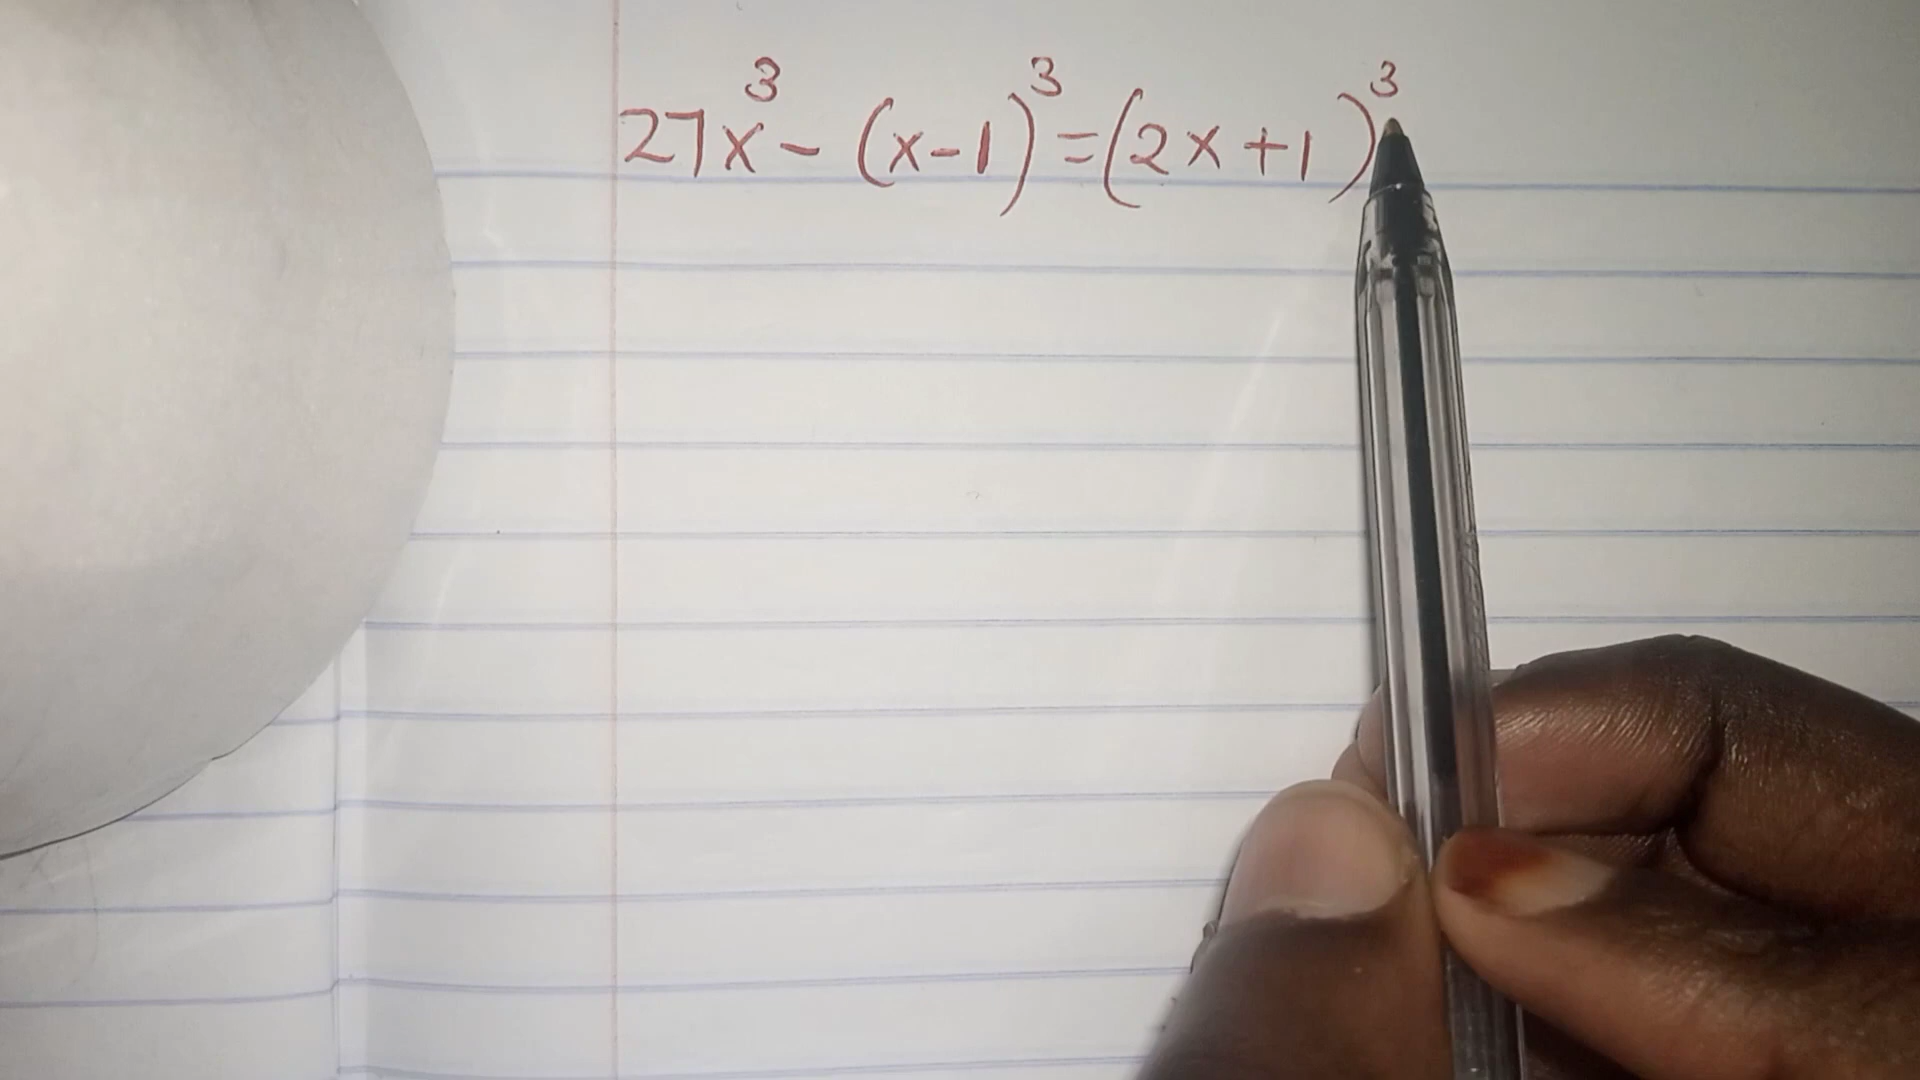 27x³ - (x-1)³ = (2x+1)³